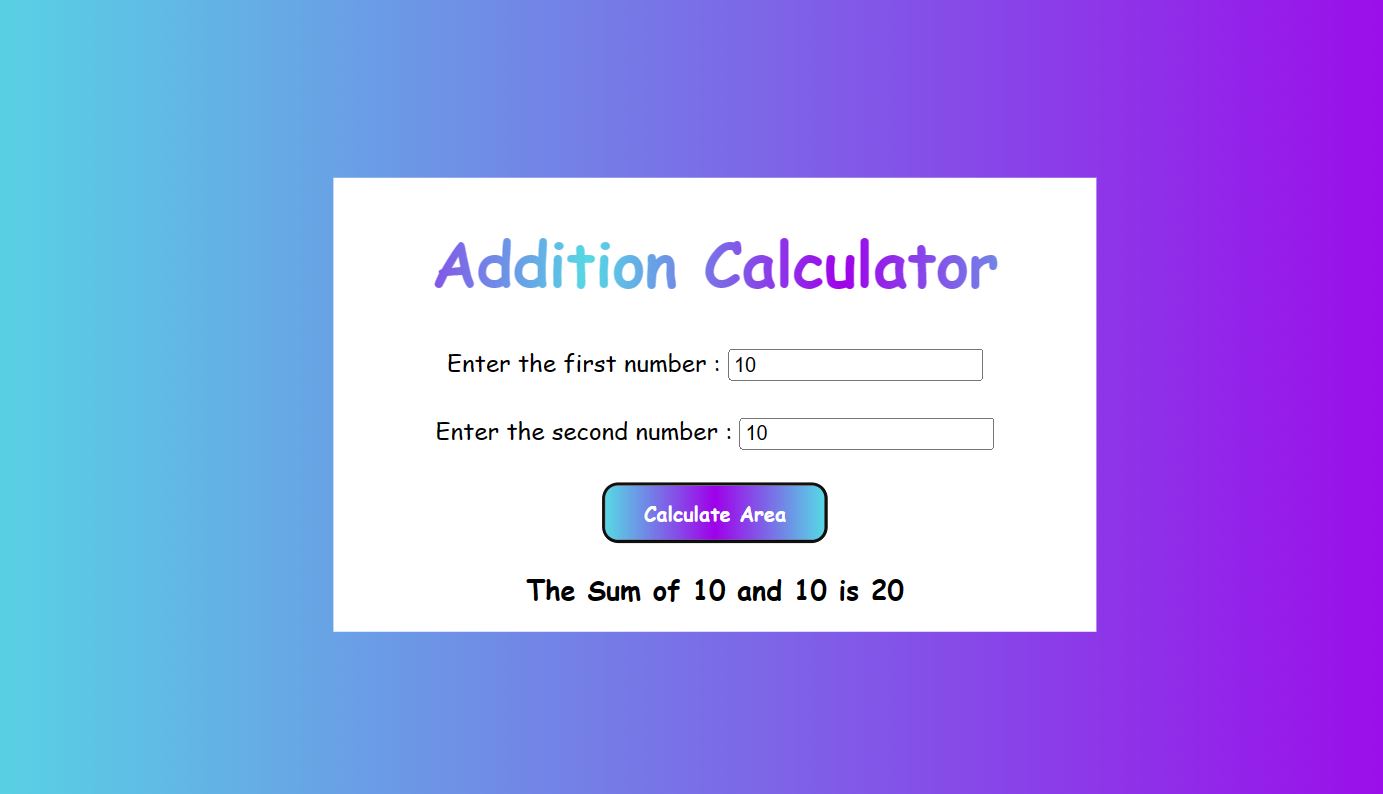 Addition Calculator
Enter the first number : 10
Enter the second number : 10
Calculate Area
The Sum of 10 and 10 is 20